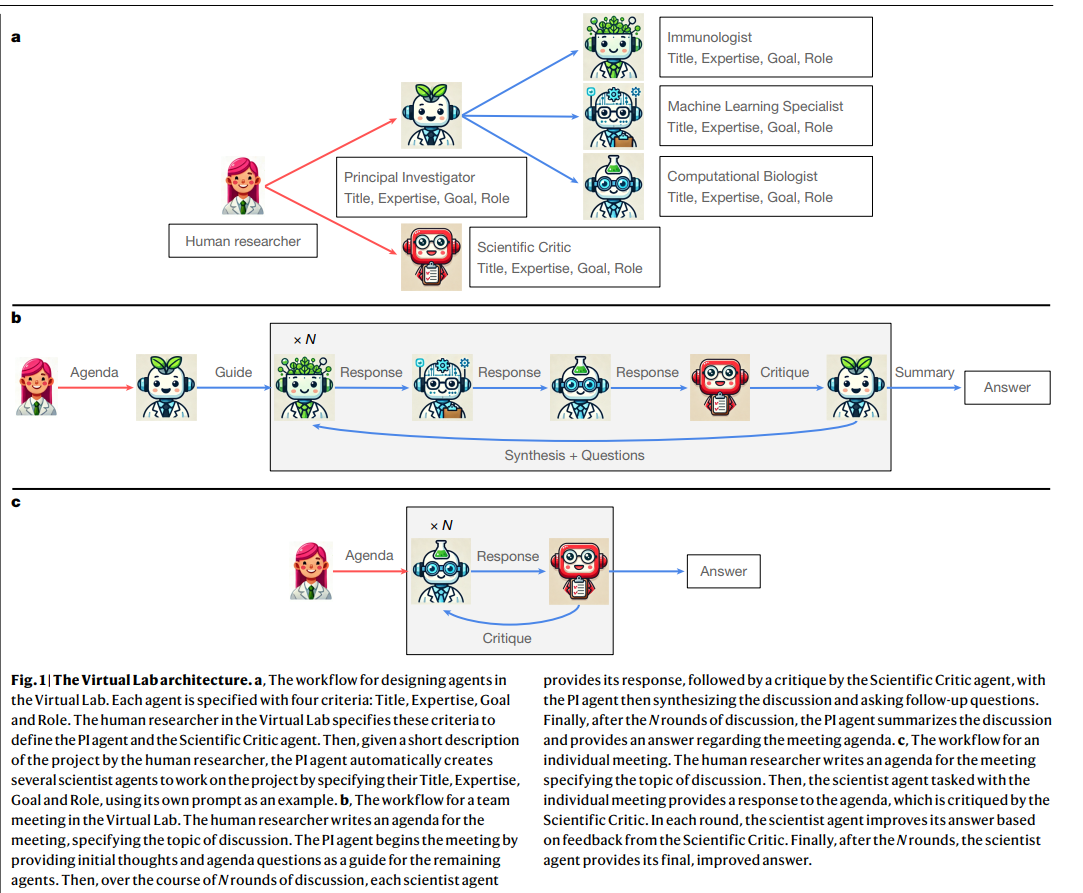 a
Immunologist
Title, Expertise, Goal, Role
Machine Learning Specialist
Title, Expertise, Goal, Role
Principal Investigator
Title, Expertise, Goal, Role
Computational Biologist
Title, Expertise, Goal, Role
Human researcher
Scientific Critic
Title, Expertise, Goal, Role
b
× N
Agenda
Guide
Response
Response
Response
Critique
Summary
Answer
Synthesis + Questions
c
× N
Agenda
Response
Answer
Critique
Fig. 1 | The Virtual Lab architecture. a, The workflow for designing agents in
the Virtual Lab. Each agent is specified with four criteria: Title, Expertise, Goal
and Role. The human researcher in the Virtual Lab specifies these criteria to
define the PI agent and the Scientific Critic agent. Then, given a short description
of the project by the human researcher, the PI agent automatically creates
several scientist agents to work on the project by specifying their Title, Expertise,
Goal and Role, using its own prompt as an example. b, The workflow for a team
meeting in the Virtual Lab. The human researcher writes an agenda for the
meeting, specifying the topic of discussion. The PI agent begins the meeting by
providing initial thoughts and agenda questions as a guide for the remaining
agents. Then, over the course of N rounds of discussion, each scientist agent
provides its response, followed by a critique by the Scientific Critic agent, with
the PI agent then synthesizing the discussion and asking follow-up questions.
Finally, after the N rounds of discussion, the PI agent summarizes the discussion
and provides an answer regarding the meeting agenda. c, The workflow for an
individual meeting. The human researcher writes an agenda for the meeting
specifying the topic of discussion. Then, the scientist agent tasked with the
individual meeting provides a response to the agenda, which is critiqued by the
Scientific Critic. In each round, the scientist agent improves its answer based
on feedback from the Scientific Critic. Finally, after the N rounds, the scientist
agent provides its final, improved answer.